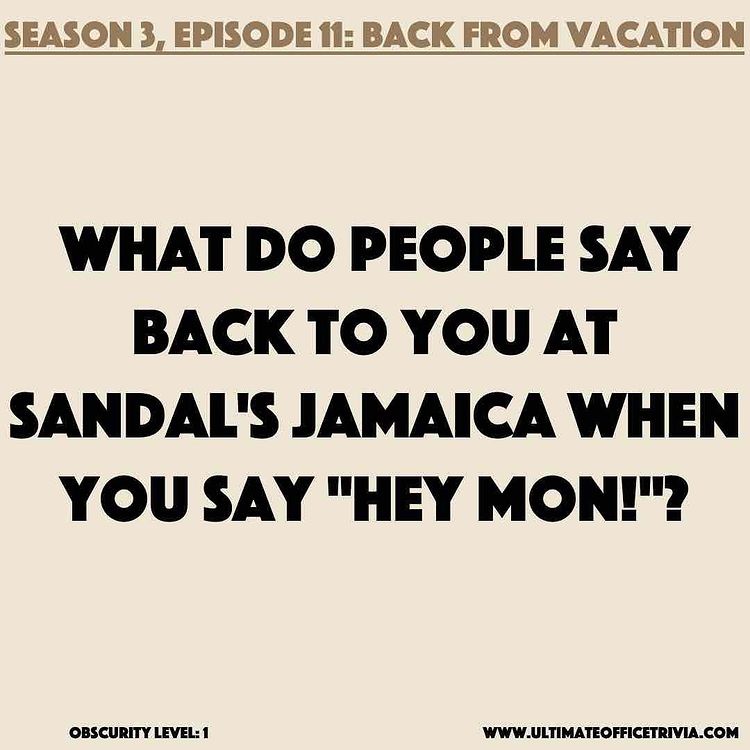 SEASON 3, EPISODE 11: BACK FROM VACATION
WHAT DO PEOPLE SAY
BACK TO YOU AT
SANDAL'S JAMAICA WHEN
YOU SAY "HEY MON!"?
OBSCURITY LEVEL: 1
WWW.ULTIMATEOFFICETRIVIA.COM